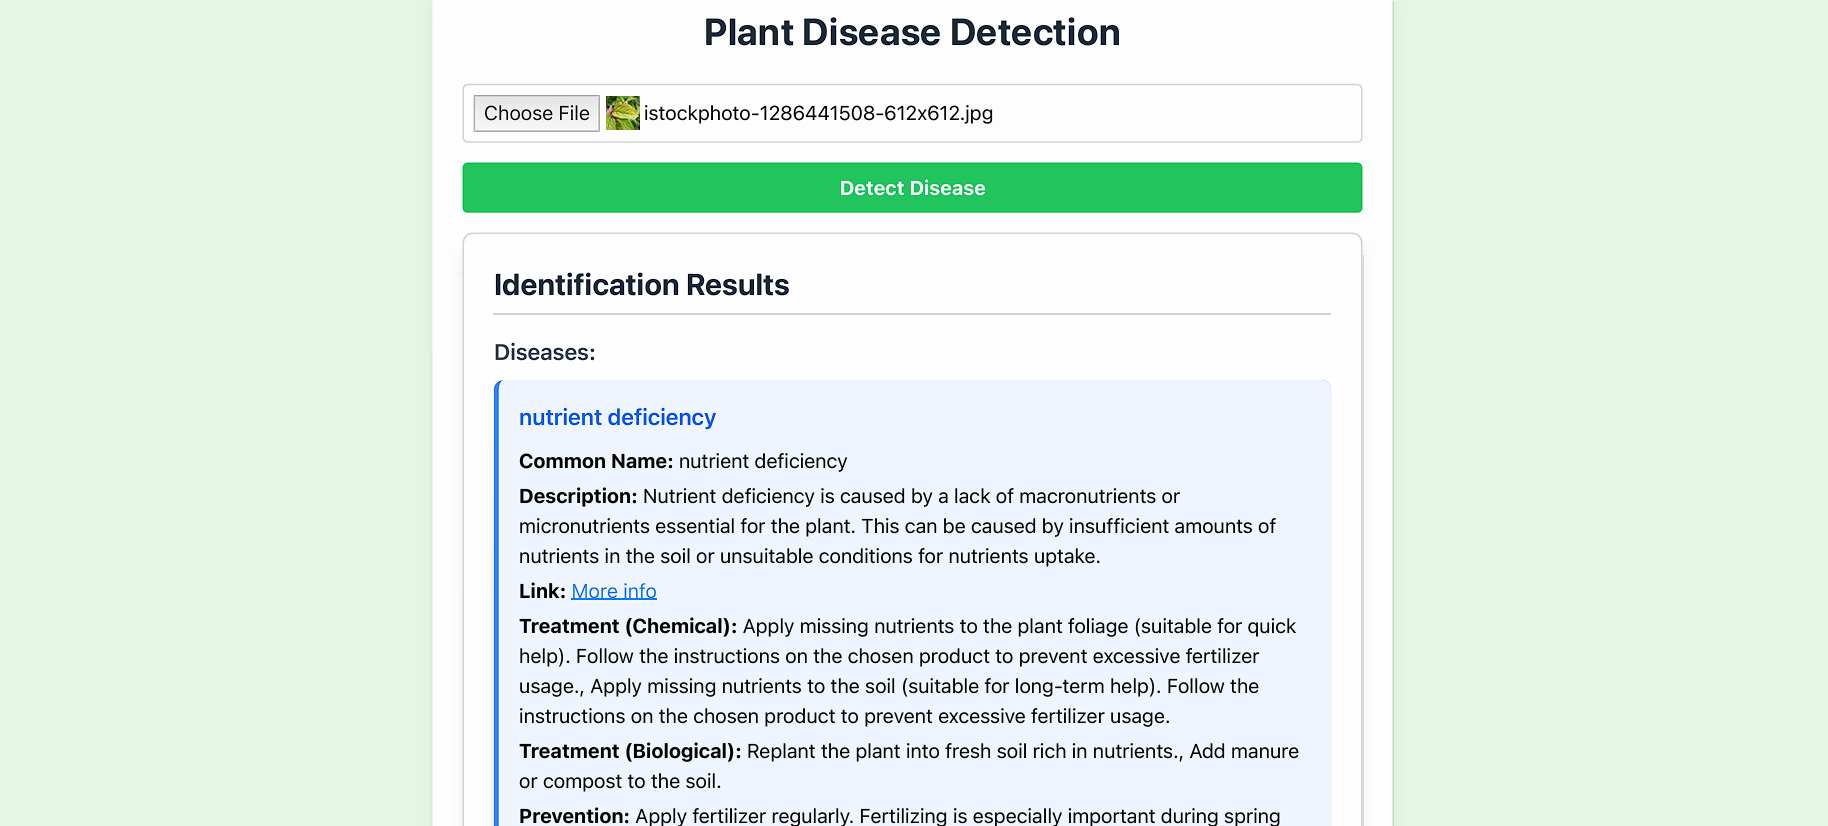 Plant Disease Detection
Choose File istockphoto-1286441508-612x612.jpg
Detect Disease
Identification Results
Diseases:
nutrient deficiency
Common Name: nutrient deficiency
Description: Nutrient deficiency is caused by a lack of macronutrients or
micronutrients essential for the plant. This can be caused by insufficient amounts of
nutrients in the soil or unsuitable conditions for nutrients uptake.
Link: More info
Treatment (Chemical): Apply missing nutrients to the plant foliage (suitable for quick
help). Follow the instructions on the chosen product to prevent excessive fertilizer
usage., Apply missing nutrients to the soil (suitable for long-term help). Follow the
instructions on the chosen product to prevent excessive fertilizer usage.
Treatment (Biological): Replant the plant into fresh soil rich in nutrients., Add manure
or compost to the soil.
Prevention: Apply fertilizer regularly. Fertilizing is especially important during spring